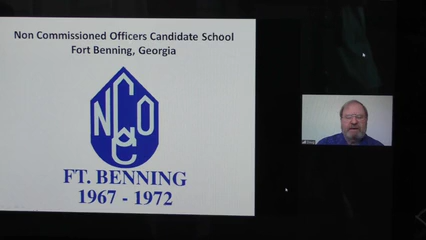 Non Commissioned Officers Candidate School
Fort Benning, Georgia
NCO
C
FT. BENNING
1967 - 1972